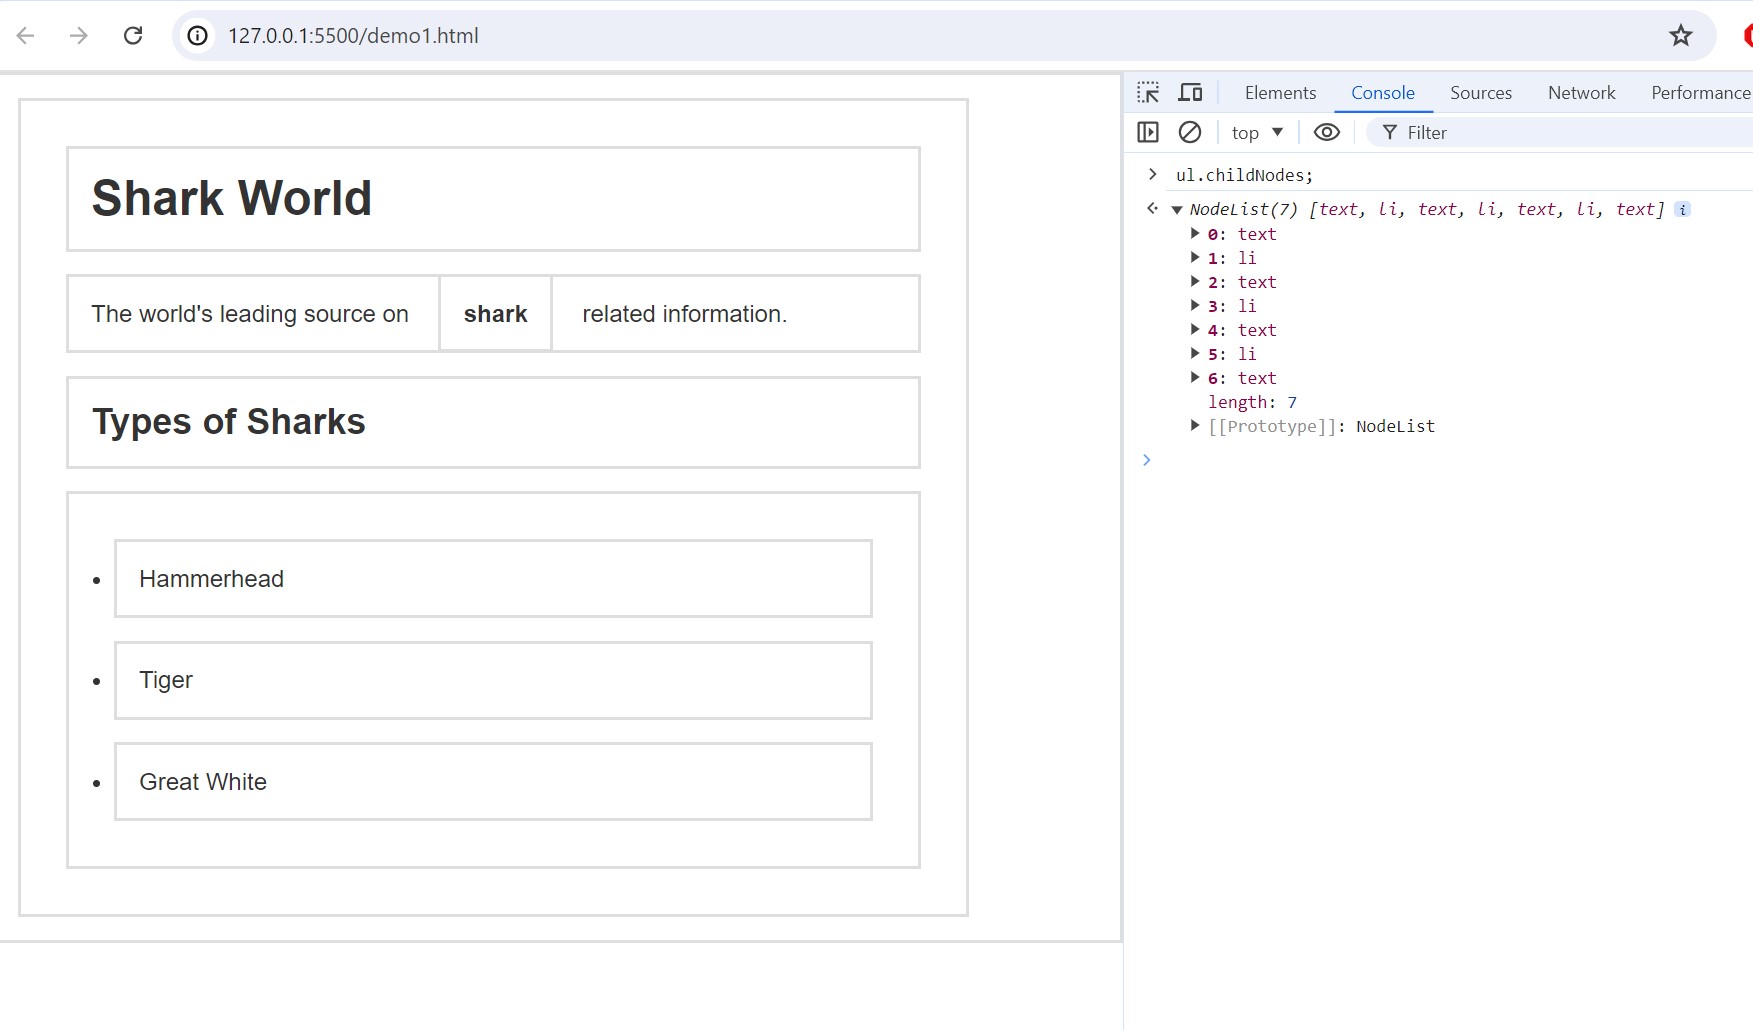 127.0.0.1:5500/demo1.html
Shark World
The world's leading source on shark related information.
Types of Sharks
• Hammerhead
• Tiger
• Great White
Elements Console Sources Network Performance
top ▼ Filter
> ul.childNodes;
NodeList(7) [text, li, text, li, text, li, text] i
0: text
1: li
2: text
3: li
4: text
5: li
6: text
length: 7
[[Prototype]]: NodeList
>